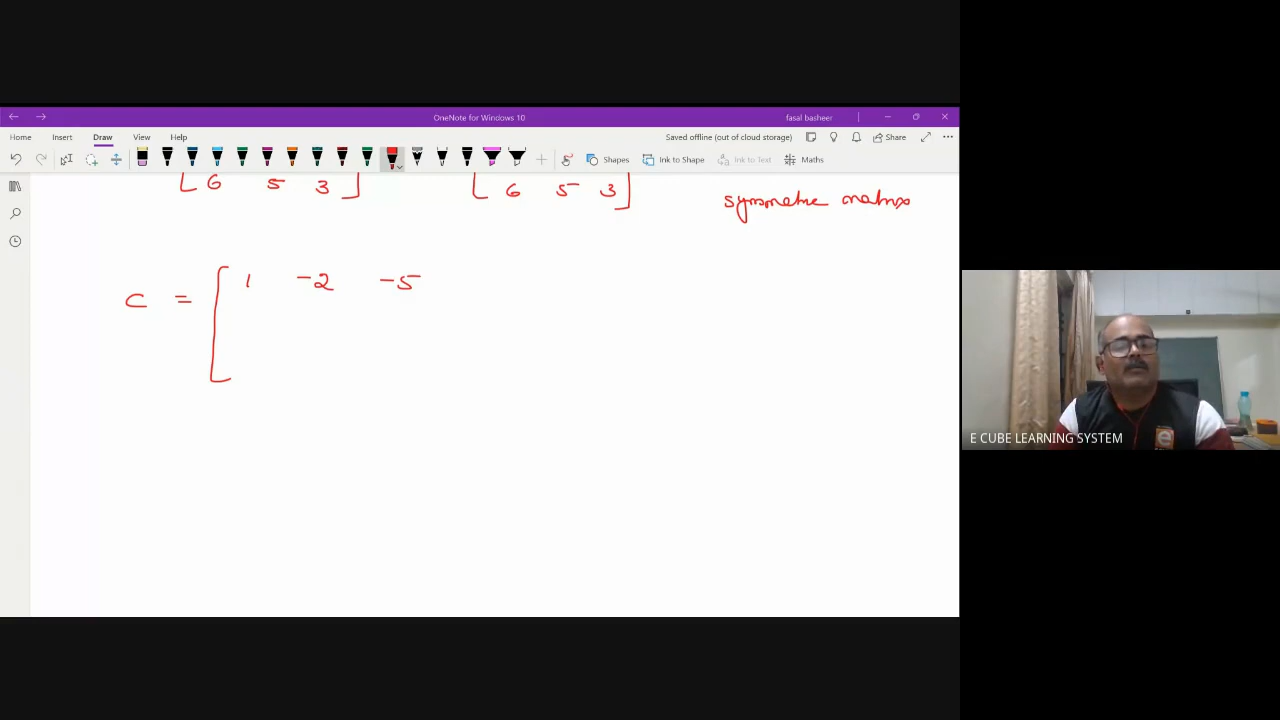 OneNote for Windows 10
fasal basheer
Home Insert Draw View Help
Saved offline (out of cloud storage) Share
Shapes Ink to Shape Ink to Text Maths
6 5 3
6 5 3
symmetric matrix
C = 1 -2 -5
E CUBE LEARNING SYSTEM
e